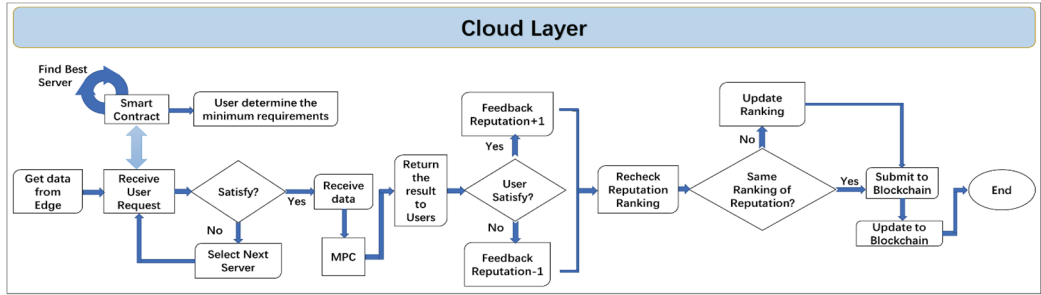 Cloud Layer
Find Best
Server
Smart
Contract
User determine the
minimum requirements
Get data
from
Edge
Receive
User
Request
Satisfy?
Yes
No
Select Next
Server
Receive
data
MPC
Return
the
result
to
Users
User
Satisfy?
Yes
Feedback
Reputation+1
No
Feedback
Reputation-1
Recheck
Reputation
Ranking
Same
Ranking of
Reputation?
No
Update
Ranking
Yes
Submit to
Blockchain
Update to
Blockchain
End